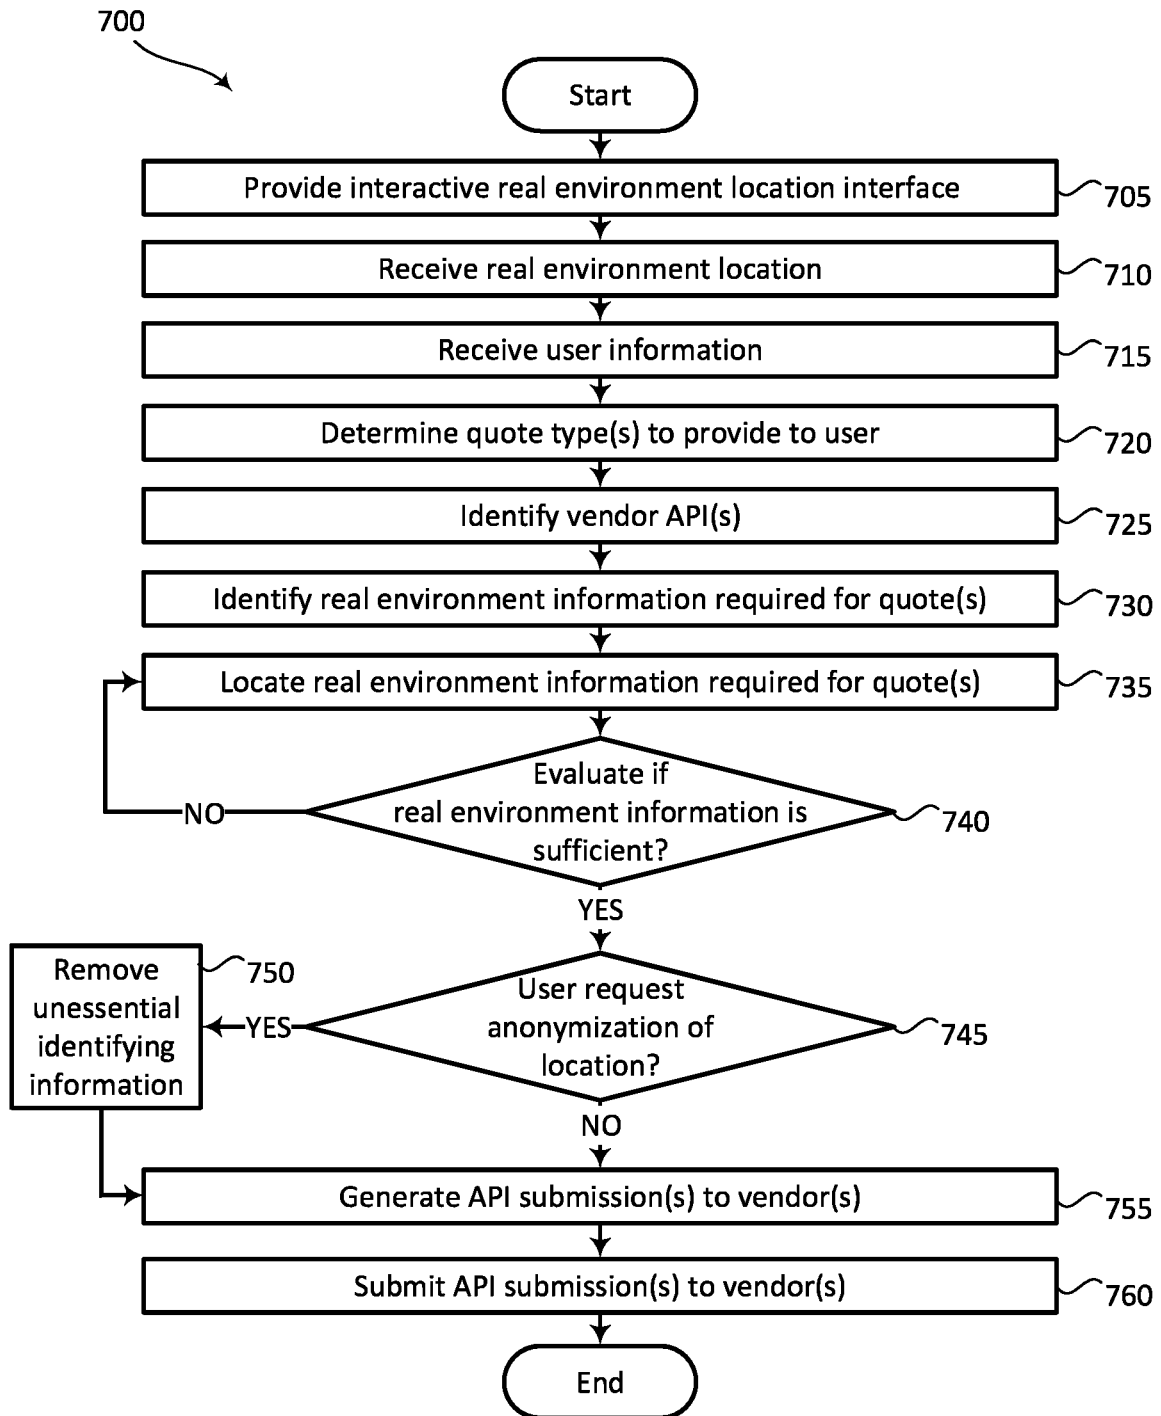 700
Start
Provide interactive real environment location interface
705
Receive real environment location
710
Receive user information
715
Determine quote type(s) to provide to user
720
Identify vendor API(s)
725
Identify real environment information required for quote(s)
730
Locate real environment information required for quote(s)
735
Evaluate if
real environment information is
sufficient?
740
NO
YES
User request
anonymization of
location?
745
YES
Remove
unessential
identifying
information
750
NO
Generate API submission(s) to vendor(s)
755
Submit API submission(s) to vendor(s)
760
End